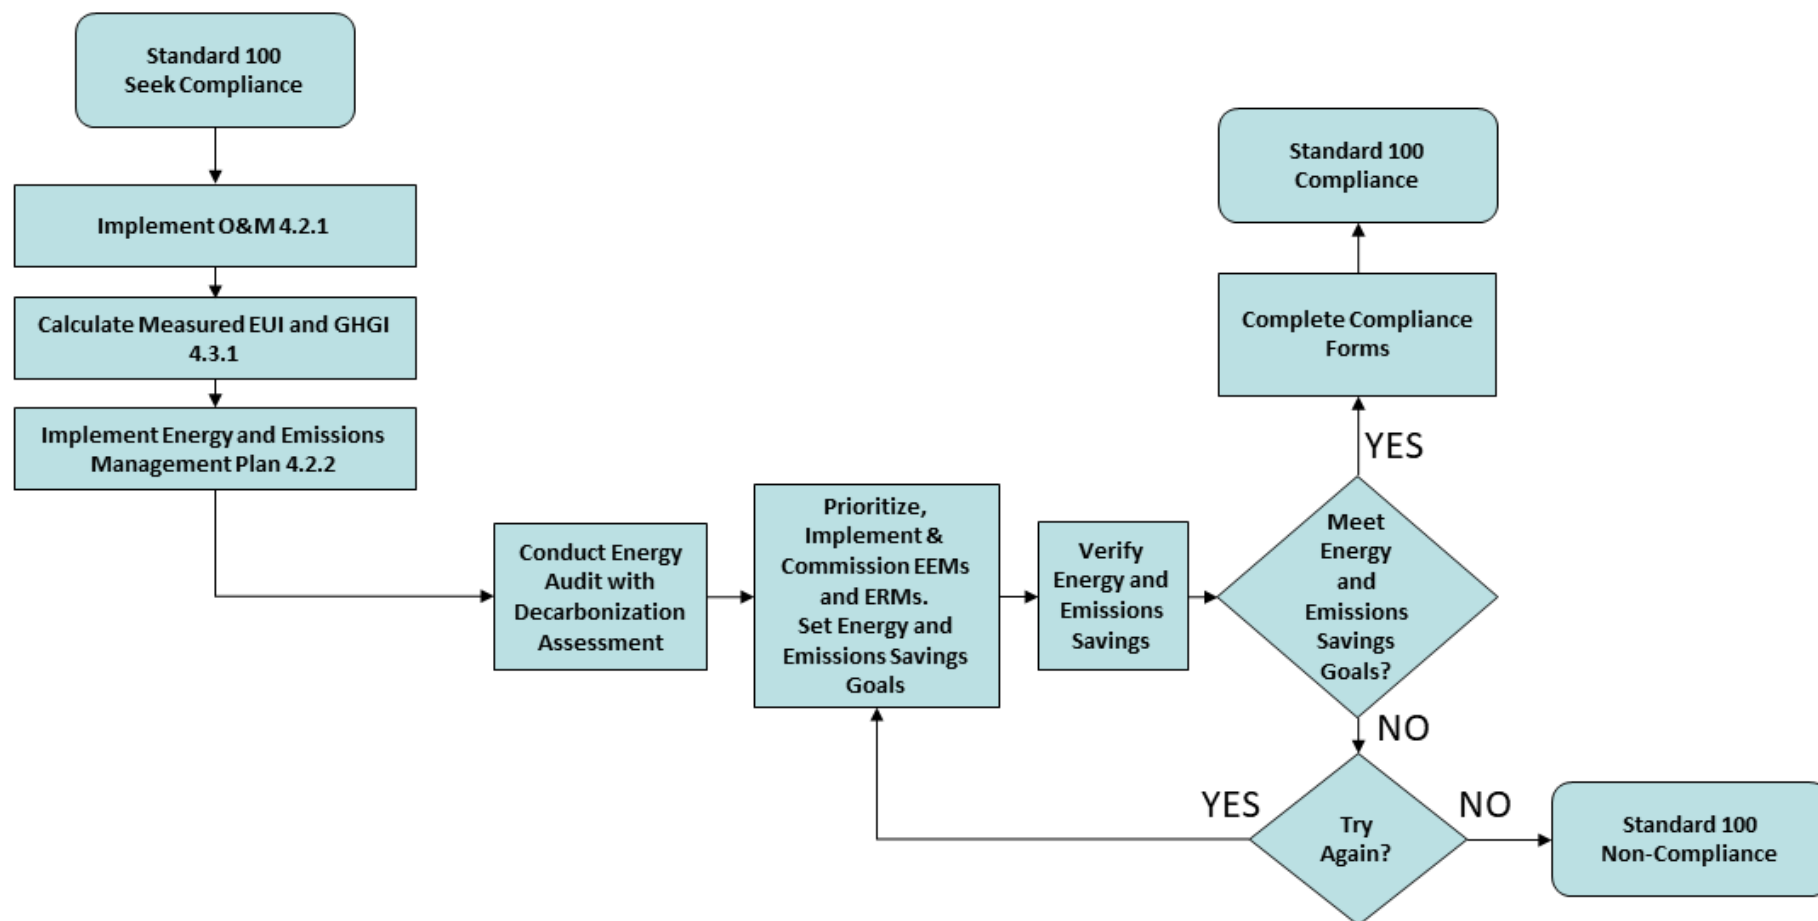 Standard 100
Seek Compliance
Implement O&M 4.2.1
Calculate Measured EUI and GHGI
4.3.1
Implement Energy and Emissions
Management Plan 4.2.2
Conduct Energy
Audit with
Decarbonization
Assessment
Prioritize,
Implement &
Commission EEMs
and ERMs.
Set Energy and
Emissions Savings
Goals
Verify
Energy and
Emissions
Savings
Meet
Energy
and
Emissions
Savings
Goals?
YES
Complete Compliance
Forms
Standard 100
Compliance
NO
Try
Again?
YES
NO
Standard 100
Non-Compliance